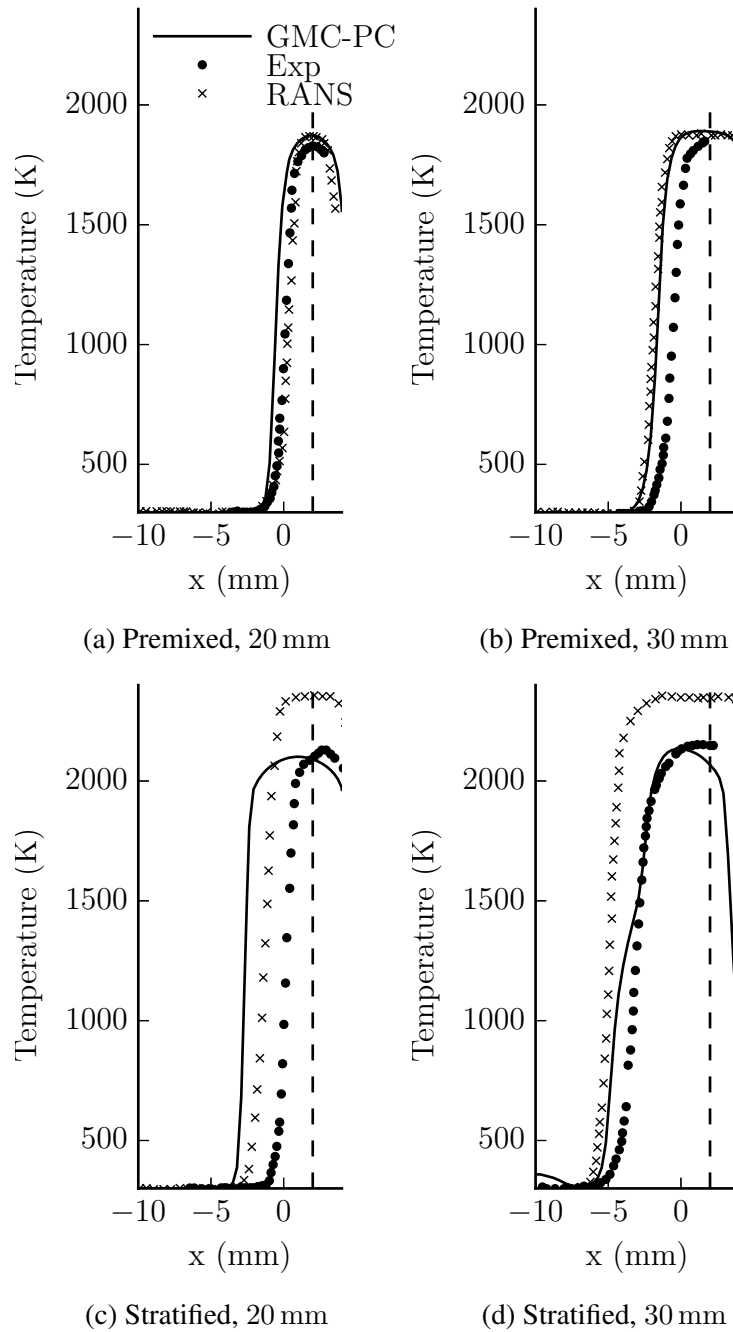 GMC-PC
Exp
RANS
2000
1500
1000
500
Temperature (K)
−10 −5 0
x (mm)
(a) Premixed, 20 mm
2000
1500
1000
500
Temperature (K)
−10 −5 0
x (mm)
(b) Premixed, 30 mm
2000
1500
1000
500
Temperature (K)
−10 −5 0
x (mm)
(c) Stratified, 20 mm
2000
1500
1000
500
Temperature (K)
−10 −5 0
x (mm)
(d) Stratified, 30 mm